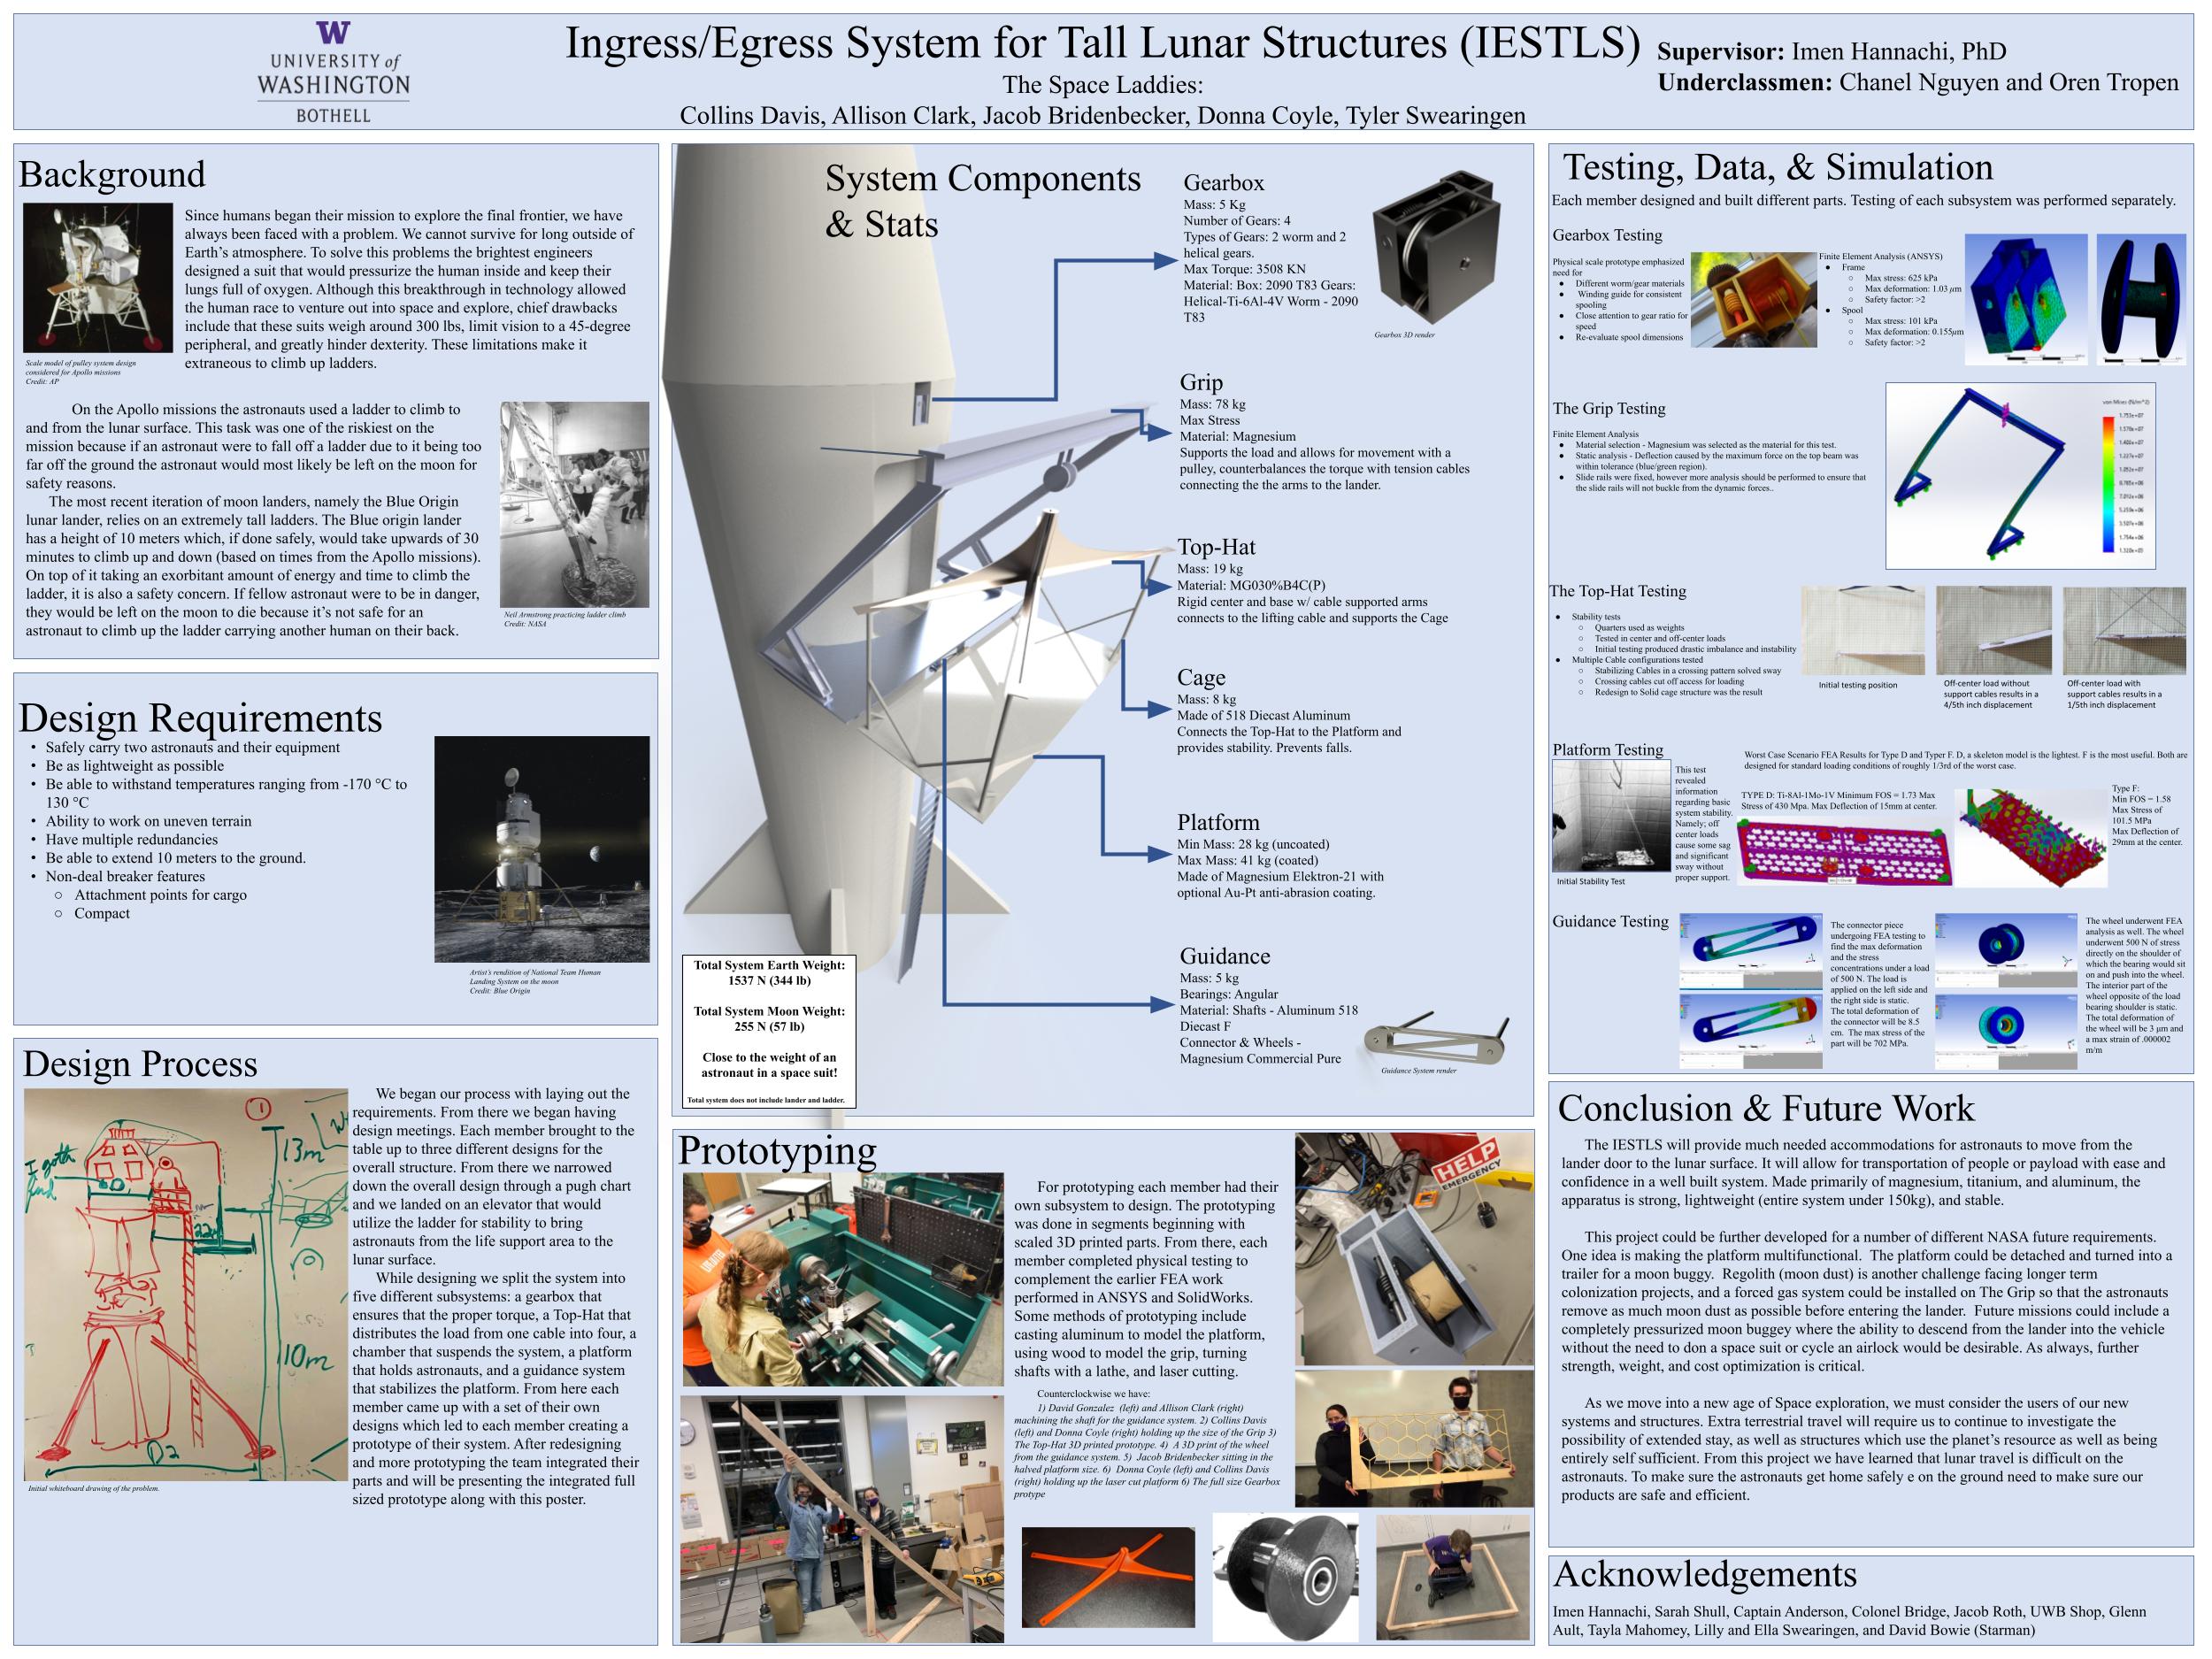 W
UNIVERSITY of
WASHINGTON
BOTHELL
Ingress/Egress System for Tall Lunar Structures (IESTLS)
The Space Laddies:
Collins Davis, Allison Clark, Jacob Bridenbecker, Donna Coyle, Tyler Swearingen
Supervisor: Imen Hannachi, PhD
Underclassmen: Chanel Nguyen and Oren Tropen
Background
Since humans began their mission to explore the final frontier, we have
always been faced with a problem. We cannot survive for long outside of
Earth's atmosphere. To solve this problems the brightest engineers
designed a suit that would pressurize the human inside and keep their
lungs full of oxygen. Although this breakthrough in technology allowed
the human race to venture out into space and explore, chief drawbacks
include that these suits weigh around 300 lbs, limit vision to a 45-degree
peripheral, and greatly hinder dexterity. These limitations make it
extraneous to climb up ladders.
Scale model of pulley system design
considered for Apollo missions
Credit: AP
On the Apollo missions the astronauts used a ladder to climb to
and from the lunar surface. This task was one of the riskiest on the
mission because if an astronaut were to fall off a ladder due to it being too
far off the ground the astronaut would most likely be left on the moon for
safety reasons.
The most recent iteration of moon landers, namely the Blue Origin
lunar lander, relies on an extremely tall ladders. The Blue origin lander
has a height of 10 meters which, if done safely, would take upwards of 30
minutes to climb up and down (based on times from the Apollo missions).
On top of it taking an exorbitant amount of energy and time to climb the
ladder, it is also a safety concern. If fellow astronaut were to be in danger,
they would be left on the moon to die because it's not safe for an
astronaut to climb up the ladder carrying another human on their back.
Neil Armstrong practicing ladder climb
Credit: NASA
Design Requirements
• Safely carry two astronauts and their equipment
• Be as lightweight as possible
• Be able to withstand temperatures ranging from -170 °C to
130 °C
• Ability to work on uneven terrain
• Have multiple redundancies
• Be able to extend 10 meters to the ground.
• Non-deal breaker features
○ Attachment points for cargo
○ Compact
Artist's rendition of National Team Human
Landing System on the moon
Credit: Blue Origin
Design Process
1
13m
10m
Initial whiteboard drawing of the problem.
We began our process with laying out the
requirements. From there we began having
design meetings. Each member brought to the
table up to three different designs for the
overall structure. From there we narrowed
down the overall design through a pugh chart
and we landed on an elevator that would
utilize the ladder for stability to bring
astronauts from the life support area to the
lunar surface.
While designing we split the system into
five different subsystems: a gearbox that
ensures that the proper torque, a Top-Hat that
distributes the load from one cable into four, a
chamber that suspends the system, a platform
that holds astronauts, and a guidance system
that stabilizes the platform. From here each
member came up with a set of their own
designs which led to each member creating a
prototype of their system. After redesigning
and more prototyping the team integrated their
parts and will be presenting the integrated full
sized prototype along with this poster.
System Components
& Stats
Gearbox
Mass: 5 Kg
Number of Gears: 4
Types of Gears: 2 worm and 2
helical gears.
Max Torque: 3508 KN
Material: Box: 2090 T83 Gears:
Helical-Ti-6Al-4V Worm - 2090
T83
Gearbox 3D render
Grip
Mass: 78 kg
Max Stress
Material: Magnesium
Supports the load and allows for movement with a
pulley, counterbalances the torque with tension cables
connecting the the arms to the lander.
Top-Hat
Mass: 19 kg
Material: MG030%B4C(P)
Rigid center and base w/ cable supported arms
connects to the lifting cable and supports the Cage
Cage
Mass: 8 kg
Made of 518 Diecast Aluminum
Connects the Top-Hat to the Platform and
provides stability. Prevents falls.
Platform
Min Mass: 28 kg (uncoated)
Max Mass: 41 kg (coated)
Made of Magnesium Elektron-21 with
optional Au-Pt anti-abrasion coating.
Guidance
Mass: 5 kg
Bearings: Angular
Material: Shafts - Aluminum 518
Diecast F
Connector & Wheels -
Magnesium Commercial Pure
Guidance System render
Total System Earth Weight:
1537 N (344 lb)
Total System Moon Weight:
255 N (57 lb)
Close to the weight of an
astronaut in a space suit!
Total system does not include lander and ladder.
Prototyping
For prototyping each member had their
own subsystem to design. The prototyping
was done in segments beginning with
scaled 3D printed parts. From there, each
member completed physical testing to
complement the earlier FEA work
performed in ANSYS and SolidWorks.
Some methods of prototyping include
casting aluminum to model the platform,
using wood to model the grip, turning
shafts with a lathe, and laser cutting.
Counterclockwise we have:
1) David Gonzalez (left) and Allison Clark (right)
machining the shaft for the guidance system. 2) Collins Davis
(left) and Donna Coyle (right) holding up the size of the Grip 3)
The Top-Hat 3D printed prototype. 4) A 3D print of the wheel
from the guidance system. 5) Jacob Bridenbecker sitting in the
halved platform size. 6) Donna Coyle (left) and Collins Davis
(right) holding up the laser cut platform 6) The full size Gearbox
protype
HELP
EMERGENCY
Testing, Data, & Simulation
Each member designed and built different parts. Testing of each subsystem was performed separately.
Gearbox Testing
Physical scale prototype emphasized
need for
● Different worm/gear materials
● Winding guide for consistent
spooling
● Close attention to gear ratio for
speed
● Re-evaluate spool dimensions
Finite Element Analysis (ANSYS)
● Frame
○ Max stress: 625 kPa
○ Max deformation: 1.03 μm
○ Safety factor: >2
● Spool
○ Max stress: 101 kPa
○ Max deformation: 0.155μm
○ Safety factor: >2
The Grip Testing
Finite Element Analysis
● Material selection - Magnesium was selected as the material for this test.
● Static analysis - Deflection caused by the maximum force on the top beam was
within tolerance (blue/green region).
● Slide rails were fixed, however more analysis should be performed to ensure that
the slide rails will not buckle from the dynamic forces..
von Mises (N/m^2)
The Top-Hat Testing
● Stability tests
○ Quarters used as weights
○ Tested in center and off-center loads
○ Initial testing produced drastic imbalance and instability
● Multiple Cable configurations tested
○ Stabilizing Cables in a crossing pattern solved sway
○ Crossing cables cut off access for loading
○ Redesign to Solid cage structure was the result
Initial testing position
Off-center load without
support cables results in a
4/5th inch displacement
Off-center load with
support cables results in a
1/5th inch displacement
Platform Testing
Initial Stability Test
This test
revealed
information
regarding basic
system stability.
Namely; off
center loads
cause some sag
and significant
sway without
proper support.
Worst Case Scenario FEA Results for Type D and Typer F. D, a skeleton model is the lightest. F is the most useful. Both are
designed for standard loading conditions of roughly 1/3rd of the worst case.
TYPE D: Ti-8Al-1Mo-1V Minimum FOS = 1.73 Max
Stress of 430 Mpa. Max Deflection of 15mm at center.
Type F:
Min FOS = 1.58
Max Stress of
101.5 MPa
Max Deflection of
29mm at the center.
Guidance Testing
The connector piece
undergoing FEA testing to
find the max deformation
and the stress
concentrations under a load
of 500 N. The load is
applied on the left side and
the right side is static.
The total deformation of
the connector will be 8.5
cm. The max stress of the
part will be 702 MPa.
The wheel underwent FEA
analysis as well. The wheel
underwent 500 N of stress
directly on the shoulder of
which the bearing would sit
on and push into the wheel.
The interior part of the
wheel opposite of the load
bearing shoulder is static.
The total deformation of
the wheel will be 3 μm and
a max strain of .000002
m/m
Conclusion & Future Work
The IESTLS will provide much needed accommodations for astronauts to move from the
lander door to the lunar surface. It will allow for transportation of people or payload with ease and
confidence in a well built system. Made primarily of magnesium, titanium, and aluminum, the
apparatus is strong, lightweight (entire system under 150kg), and stable.
This project could be further developed for a number of different NASA future requirements.
One idea is making the platform multifunctional. The platform could be detached and turned into a
trailer for a moon buggy. Regolith (moon dust) is another challenge facing longer term
colonization projects, and a forced gas system could be installed on The Grip so that the astronauts
remove as much moon dust as possible before entering the lander. Future missions could include a
completely pressurized moon buggey where the ability to descend from the lander into the vehicle
without the need to don a space suit or cycle an airlock would be desirable. As always, further
strength, weight, and cost optimization is critical.
As we move into a new age of Space exploration, we must consider the users of our new
systems and structures. Extra terrestrial travel will require us to continue to investigate the
possibility of extended stay, as well as structures which use the planet's resource as well as being
entirely self sufficient. From this project we have learned that lunar travel is difficult on the
astronauts. To make sure the astronauts get home safely e on the ground need to make sure our
products are safe and efficient.
Acknowledgements
Imen Hannachi, Sarah Shull, Captain Anderson, Colonel Bridge, Jacob Roth, UWB Shop, Glenn
Ault, Tayla Mahomey, Lilly and Ella Swearingen, and David Bowie (Starman)